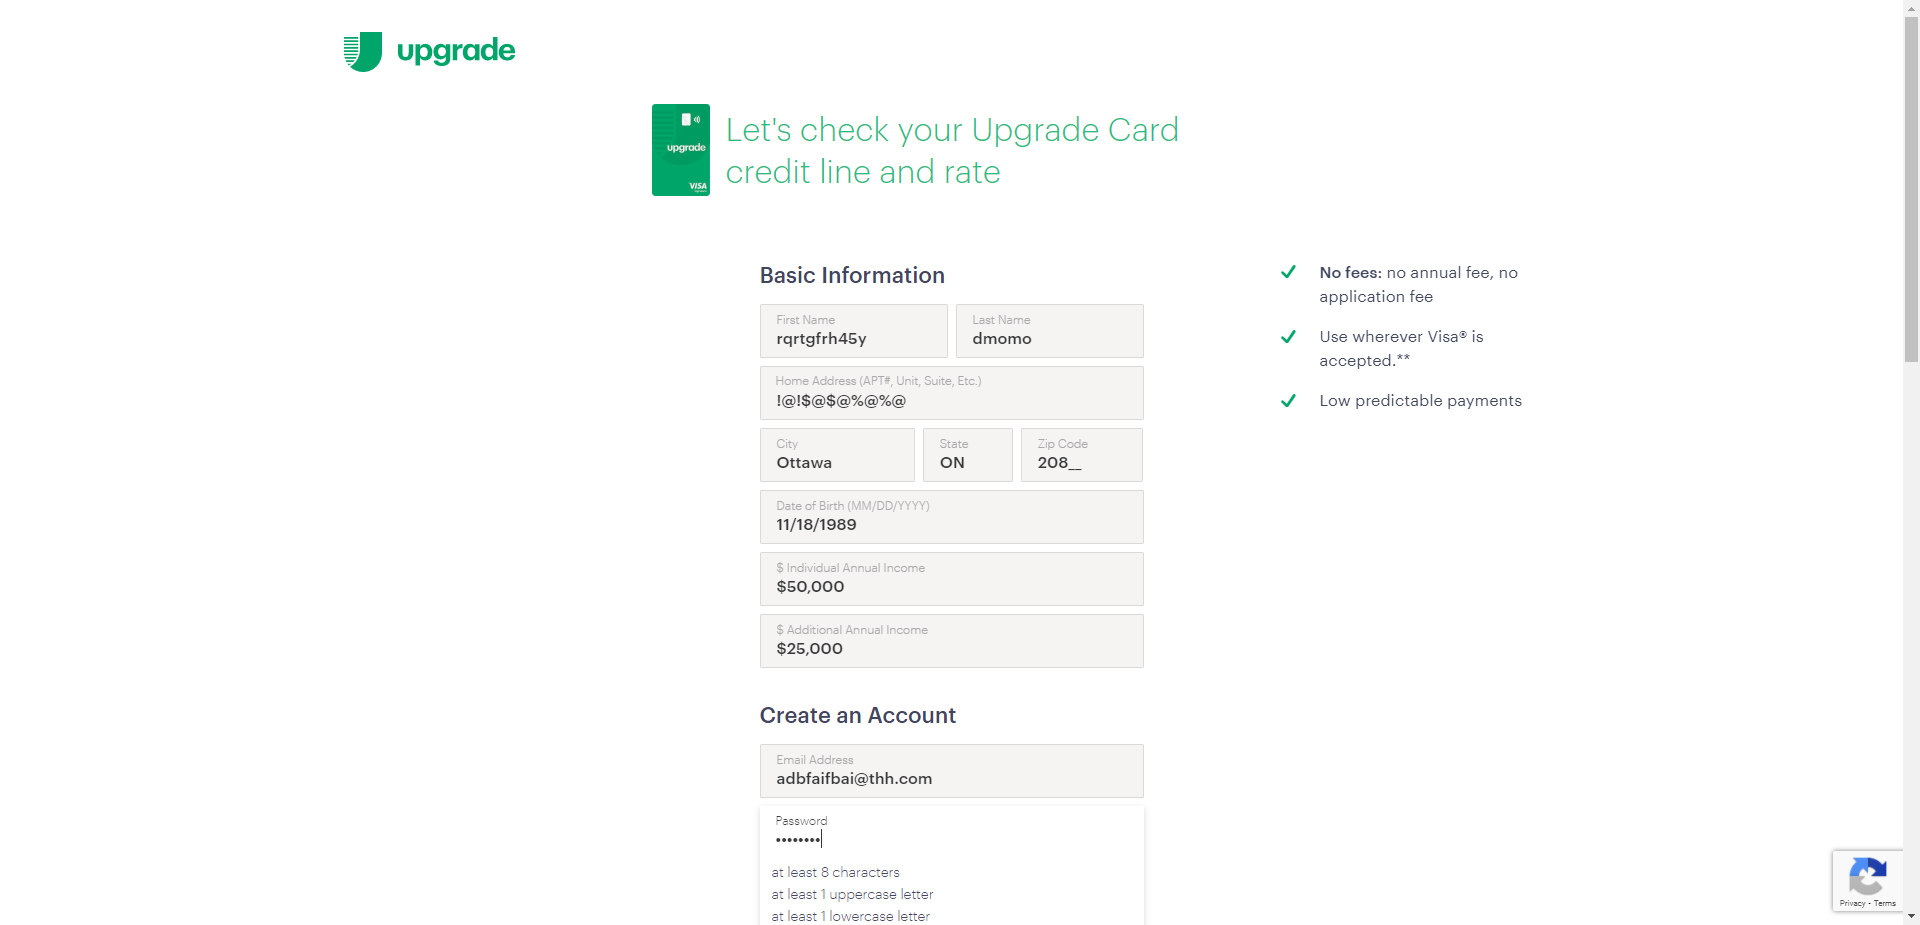 upgrade
upgrade
VISA
Let's check your Upgrade Card
credit line and rate
Basic Information
First Name
rqrtgfrh45y
Last Name
dmomo
Home Address (APT#, Unit, Suite, Etc.)
!@!$@$@%@%@
City
Ottawa
State
ON
Zip Code
208__
Date of Birth (MM/DD/YYYY)
11/18/1989
$ Individual Annual Income
$50,000
$ Additional Annual Income
$25,000
Create an Account
Email Address
adbfaifbai@thh.com
Password
••••••••
at least 8 characters
at least 1 uppercase letter
at least 1 lowercase letter
No fees: no annual fee, no
application fee
Use wherever Visa® is
accepted.**
Low predictable payments
Privacy - Terms